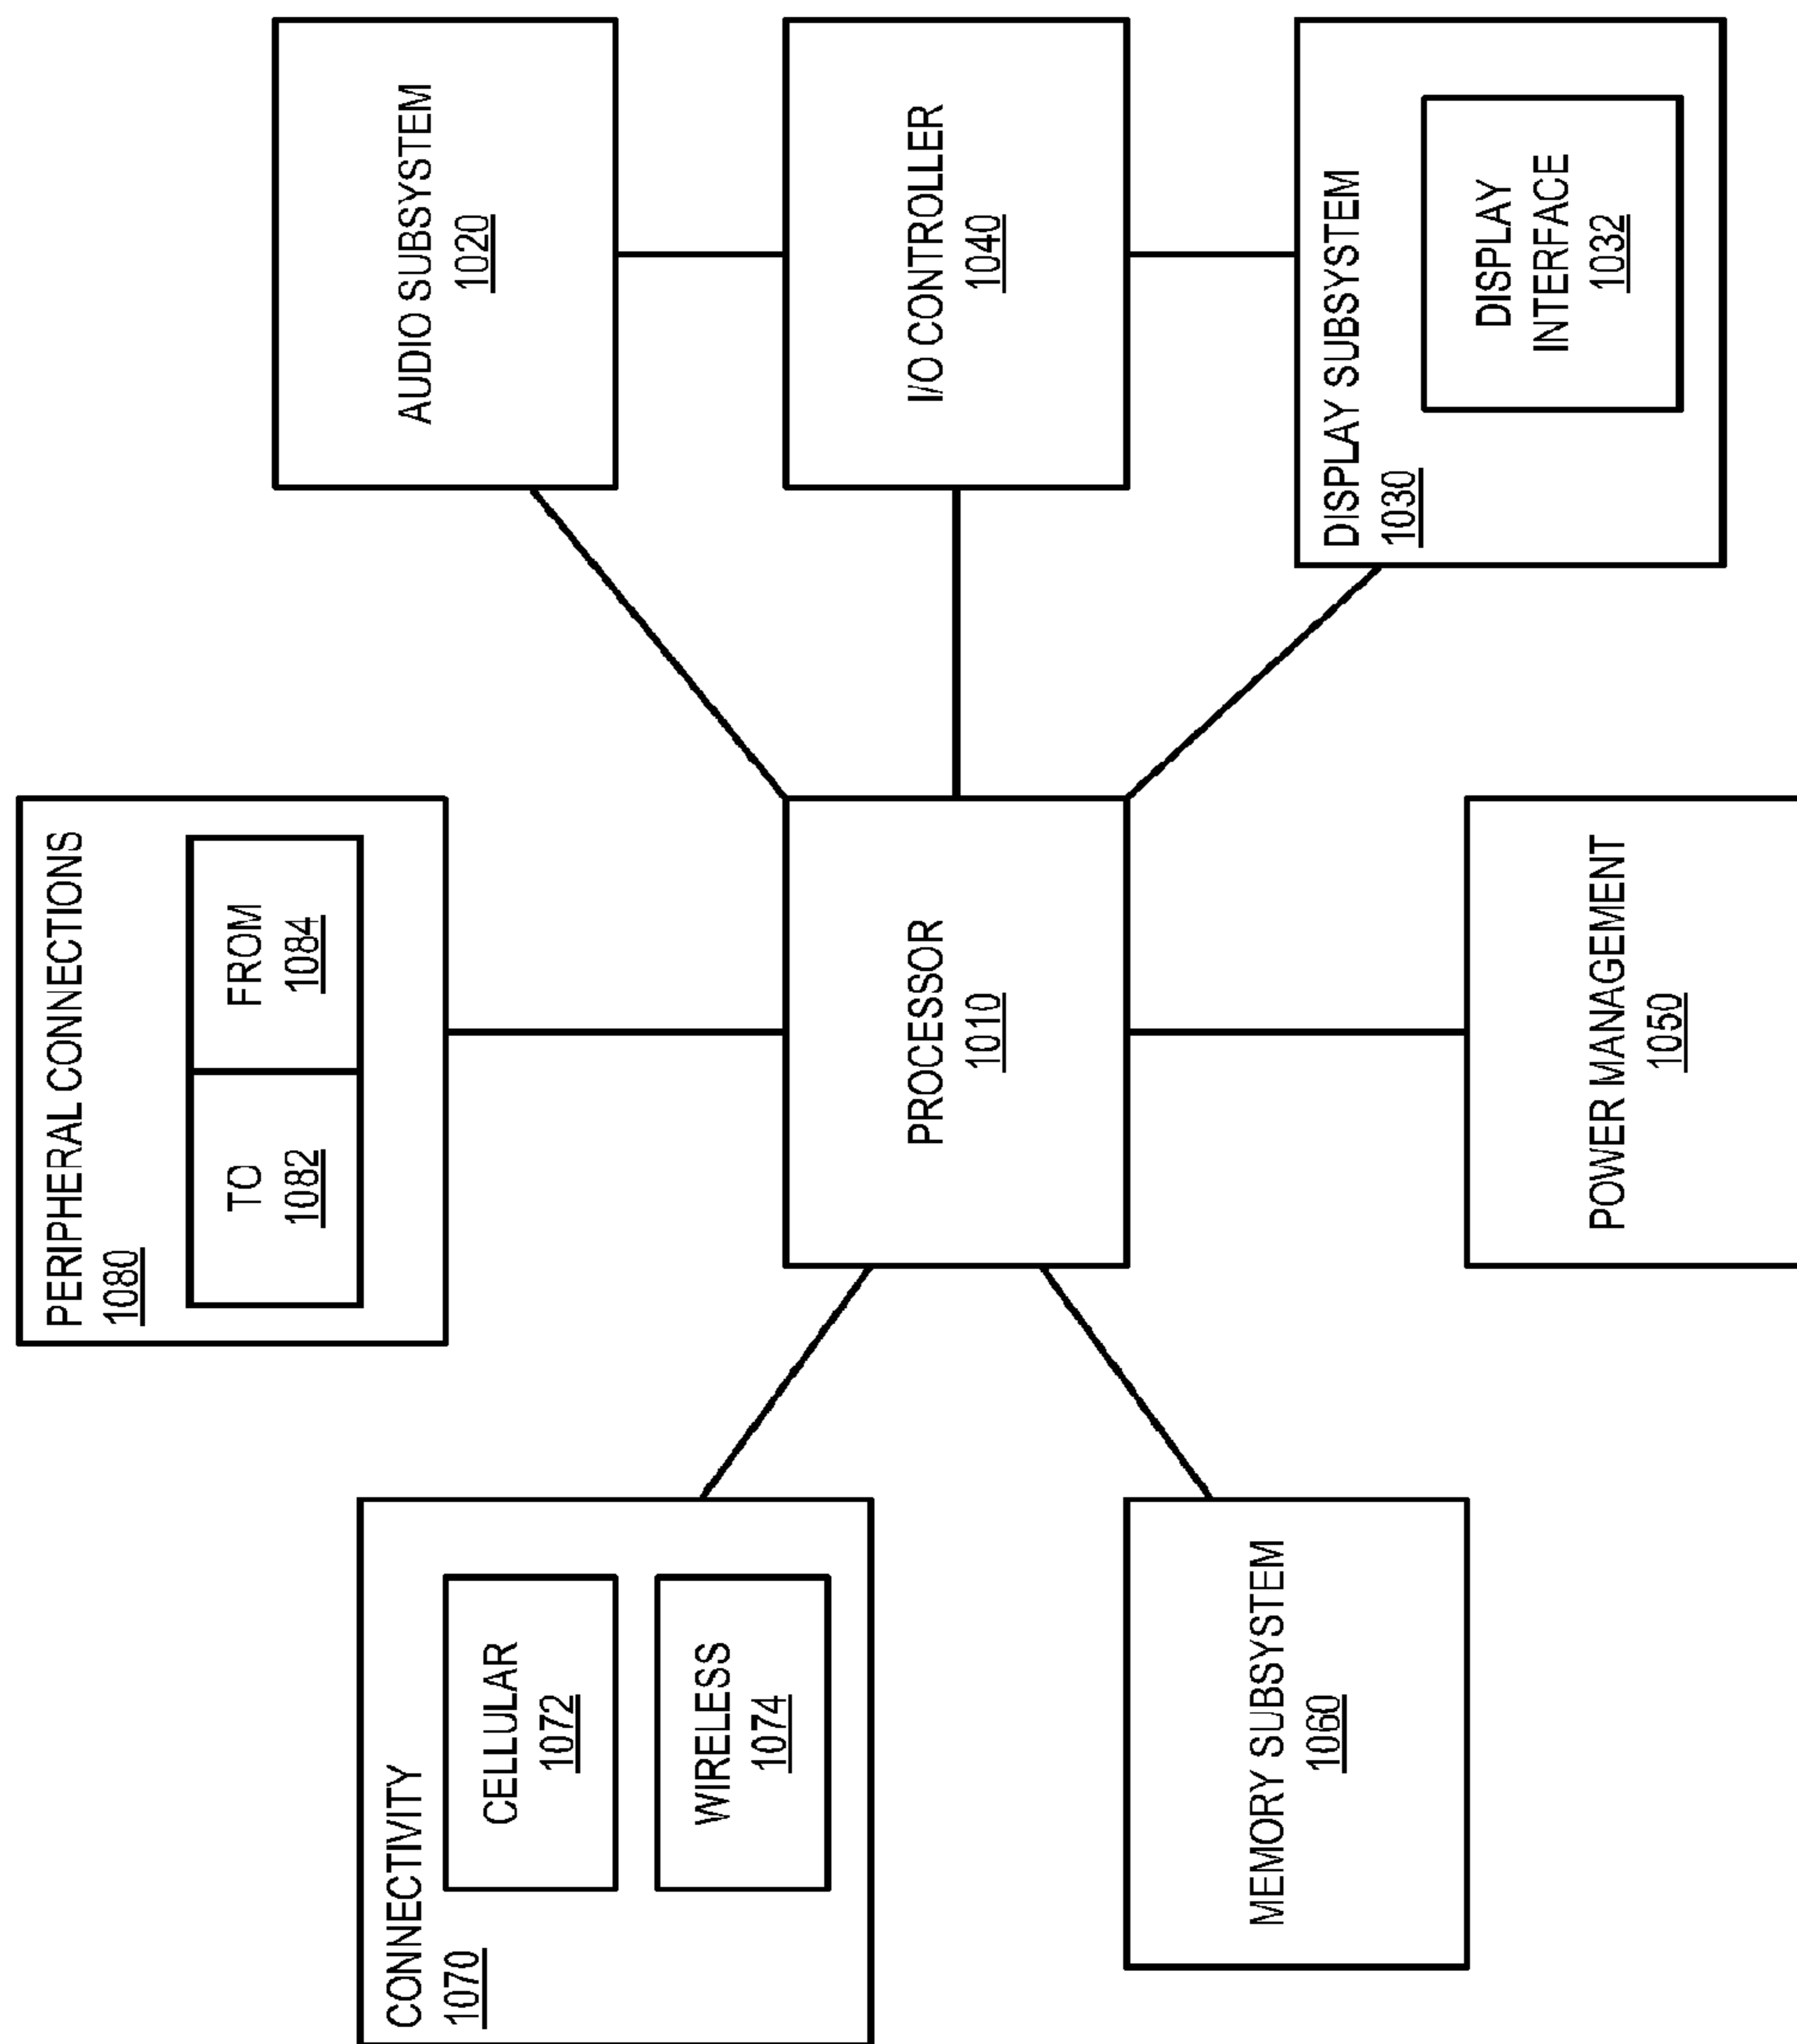 CONNECTIVITY
1070
CELLULAR
1072
WIRELESS
1074
PERIPHERAL CONNECTIONS
1080
TO
1082
FROM
1084
AUDIO SUBSYSTEM
1020
PROCESSOR
1010
I/O CONTROLLER
1040
MEMORY SUBSYSTEM
1060
POWER MANAGEMENT
1050
DISPLAY SUBSYSTEM
1030
DISPLAY
INTERFACE
1032